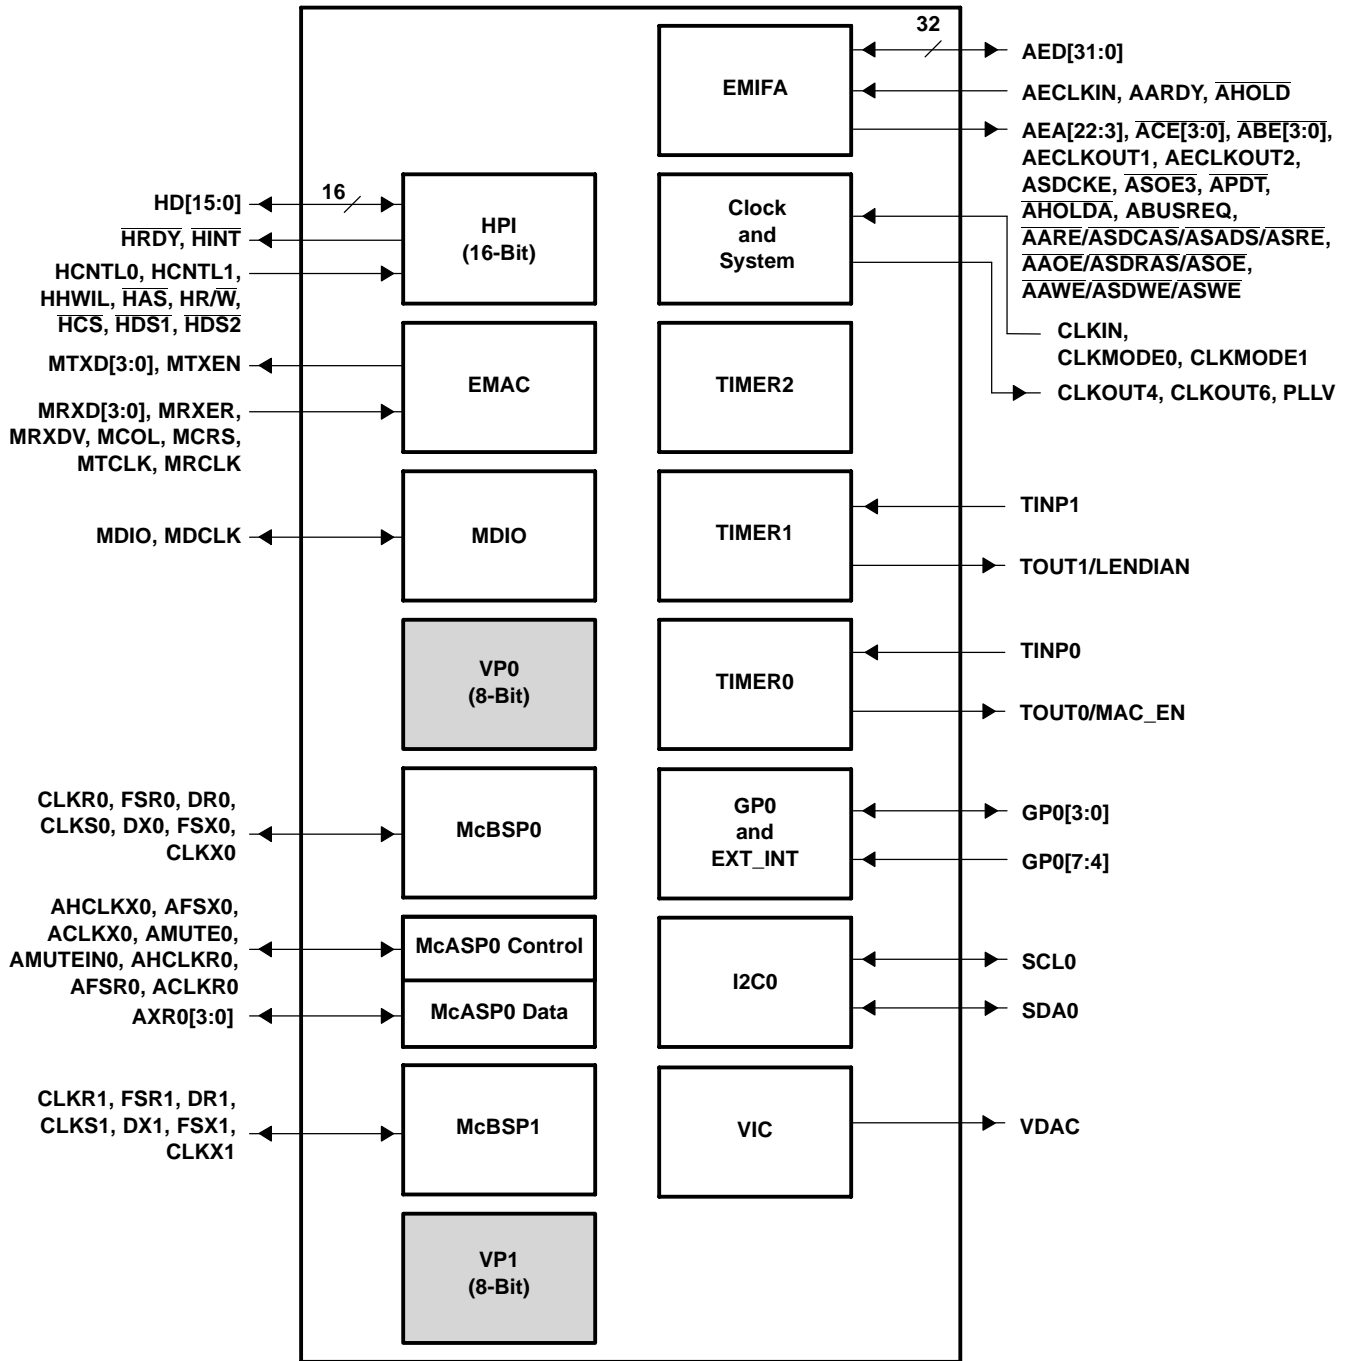 32
EMIFA
AED[31:0]
AECLKIN, AARDY, AHOLD
AEA[22:3], ACE[3:0], ABE[3:0],
AECLKOUT1, AECLKOUT2,
ASDCKE, ASOE3, APDT,
AHOLDA, ABUSREQ,
AARE/ASDCAS/ASADS/ASRE,
AAOE/ASDRAS/ASOE,
AAWE/ASDWE/ASWE
HD[15:0]
16
HRDY, HINT
HCNTL0, HCNTL1,
HHWIL, HAS, HR/W,
HCS, HDS1, HDS2
HPI
(16-Bit)
Clock
and
System
CLKIN,
CLKMODE0, CLKMODE1
CLKOUT4, CLKOUT6, PLLV
MTXD[3:0], MTXEN
MRXD[3:0], MRXER,
MRXDV, MCOL, MCRS,
MTCLK, MRCLK
EMAC
TIMER2
MDIO, MDCLK
MDIO
TIMER1
TINP1
TOUT1/LENDIAN
VP0
(8-Bit)
TIMER0
TINP0
TOUT0/MAC_EN
CLKR0, FSR0, DR0,
CLKS0, DX0, FSX0,
CLKX0
McBSP0
GP0
and
EXT_INT
GP0[3:0]
GP0[7:4]
AHCLKX0, AFSX0,
ACLKX0, AMUTE0,
AMUTEIN0, AHCLKR0,
AFSR0, ACLKR0
AXR0[3:0]
McASP0 Control
McASP0 Data
I2C0
SCL0
SDA0
CLKR1, FSR1, DR1,
CLKS1, DX1, FSX1,
CLKX1
McBSP1
VIC
VDAC
VP1
(8-Bit)